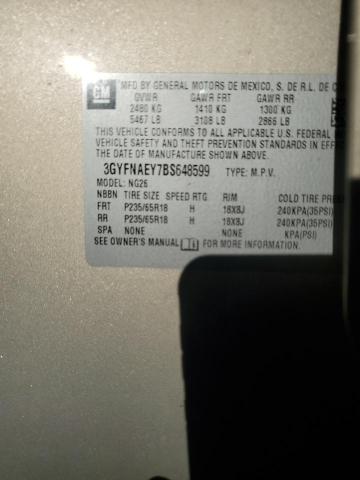 GM
MFD BY GENERAL MOTORS DE MEXICO, S. DE R.L. DE C
GVWR GAWR FRT GAWR RR
2480 KG 1410 KG 1300 KG
5467 LB 3108 LB 2866 LB
THIS VEHICLE CONFORMS TO ALL APPLICABLE U.S. FEDERAL
VEHICLE SAFETY AND THEFT PREVENTION STANDARDS IN EFFE
THE DATE OF MANUFACTURE SHOWN ABOVE.
3GYFNAEY7BS648599 TYPE: M.P.V.
MODEL: NG26
NBBN TIRE SIZE SPEED RTG RIM COLD TIRE PRES
FRT P235/65R18 H 18X8J 240KPA(35PSI)
RR P235/65R18 H 18X8J 240KPA(35PSI)
SPA NONE NONE KPA(PSI)
SEE OWNER'S MANUAL FOR